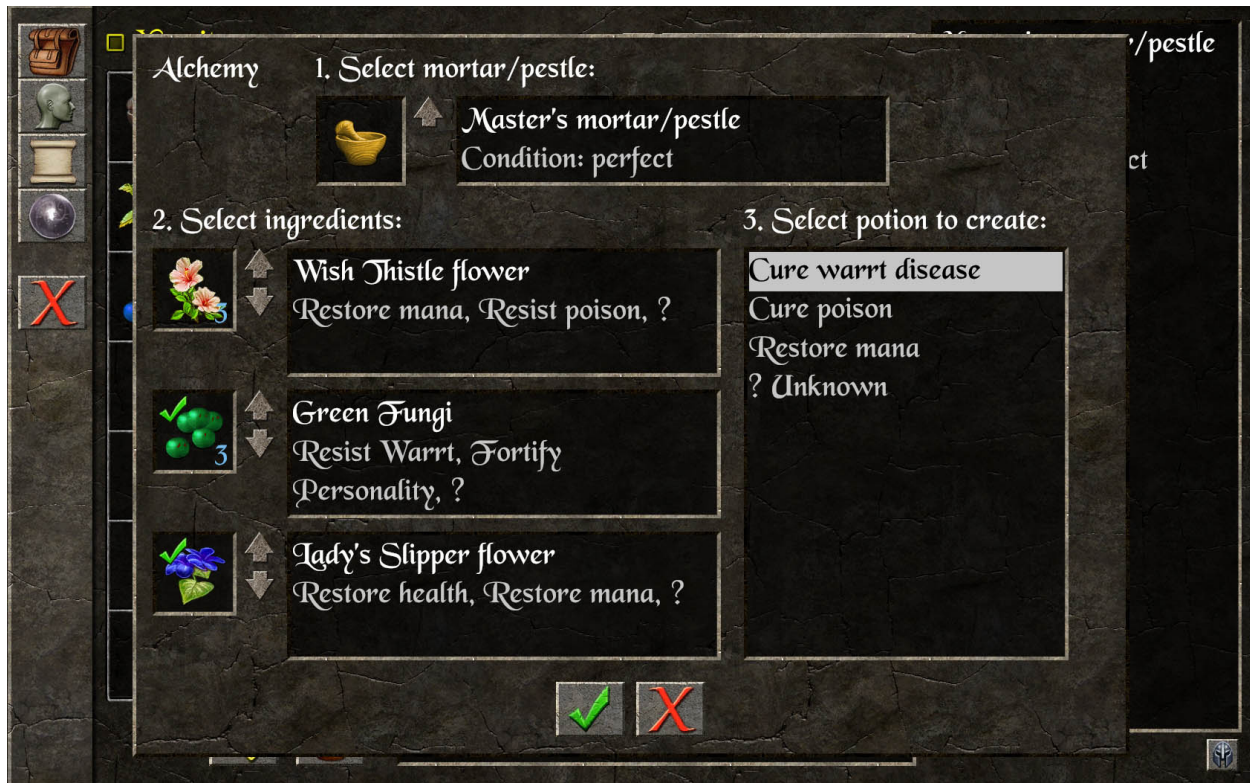 /pestle
Alchemy
1. Select mortar/pestle:
Master's mortar/pestle
Condition: perfect
ct
2. Select ingredients:
3. Select potion to create:
3
Wish Thistle flower
Restore mana, Resist poison, ?
3
Green Fungi
Resist Warrt, Fortify
Personality, ?
Lady's Slipper flower
Restore health, Restore mana, ?
Cure warrt disease
Cure poison
Restore mana
? Unknown